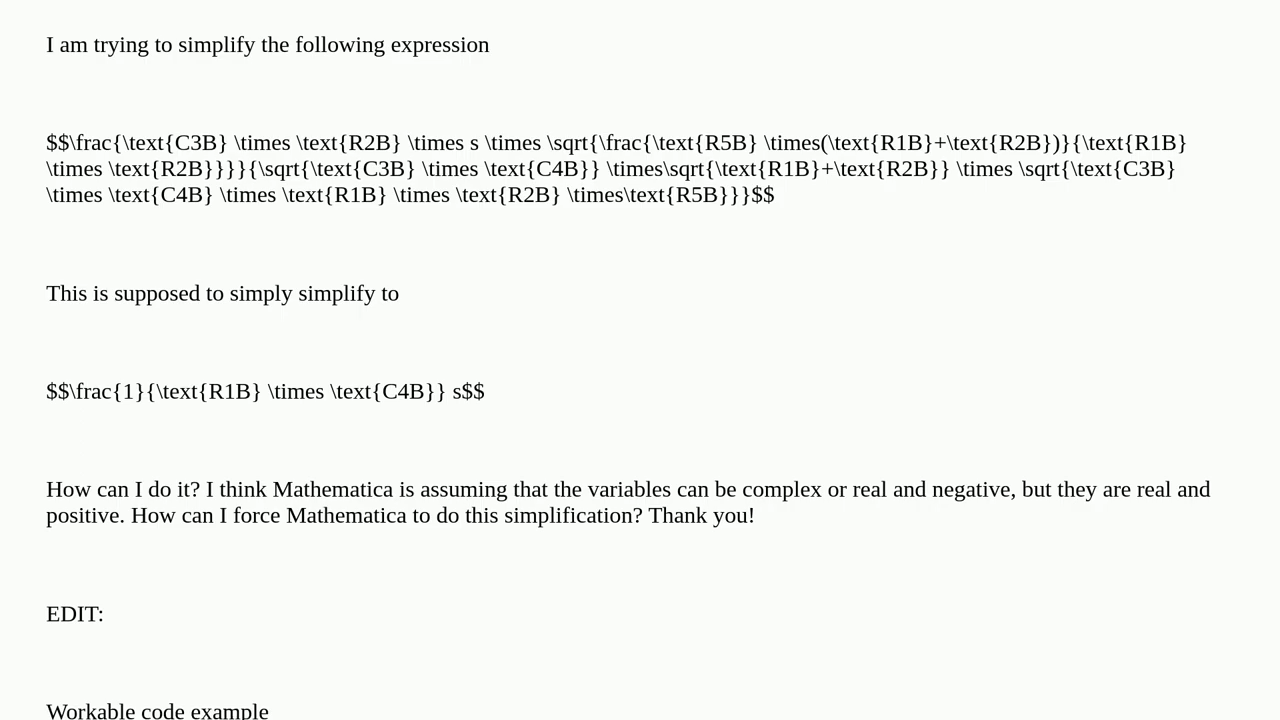 I am trying to simplify the following expression
$$\frac{\text{C3B} \times \text{R2B} \times s \times \sqrt{\frac{\text{R5B} \times(\text{R1B}+\text{R2B})}{\text{R1B}
\times \text{R2B}}}}{\sqrt{\text{C3B} \times \text{C4B}} \times\sqrt{\text{R1B}+\text{R2B}} \times \sqrt{\text{C3B}
\times \text{C4B} \times \text{R1B} \times \text{R2B} \times\text{R5B}}}$$
This is supposed to simply simplify to
$$\frac{1}{\text{R1B} \times \text{C4B}} s$$
How can I do it? I think Mathematica is assuming that the variables can be complex or real and negative, but they are real and
positive. How can I force Mathematica to do this simplification? Thank you!
EDIT:
Workable code example